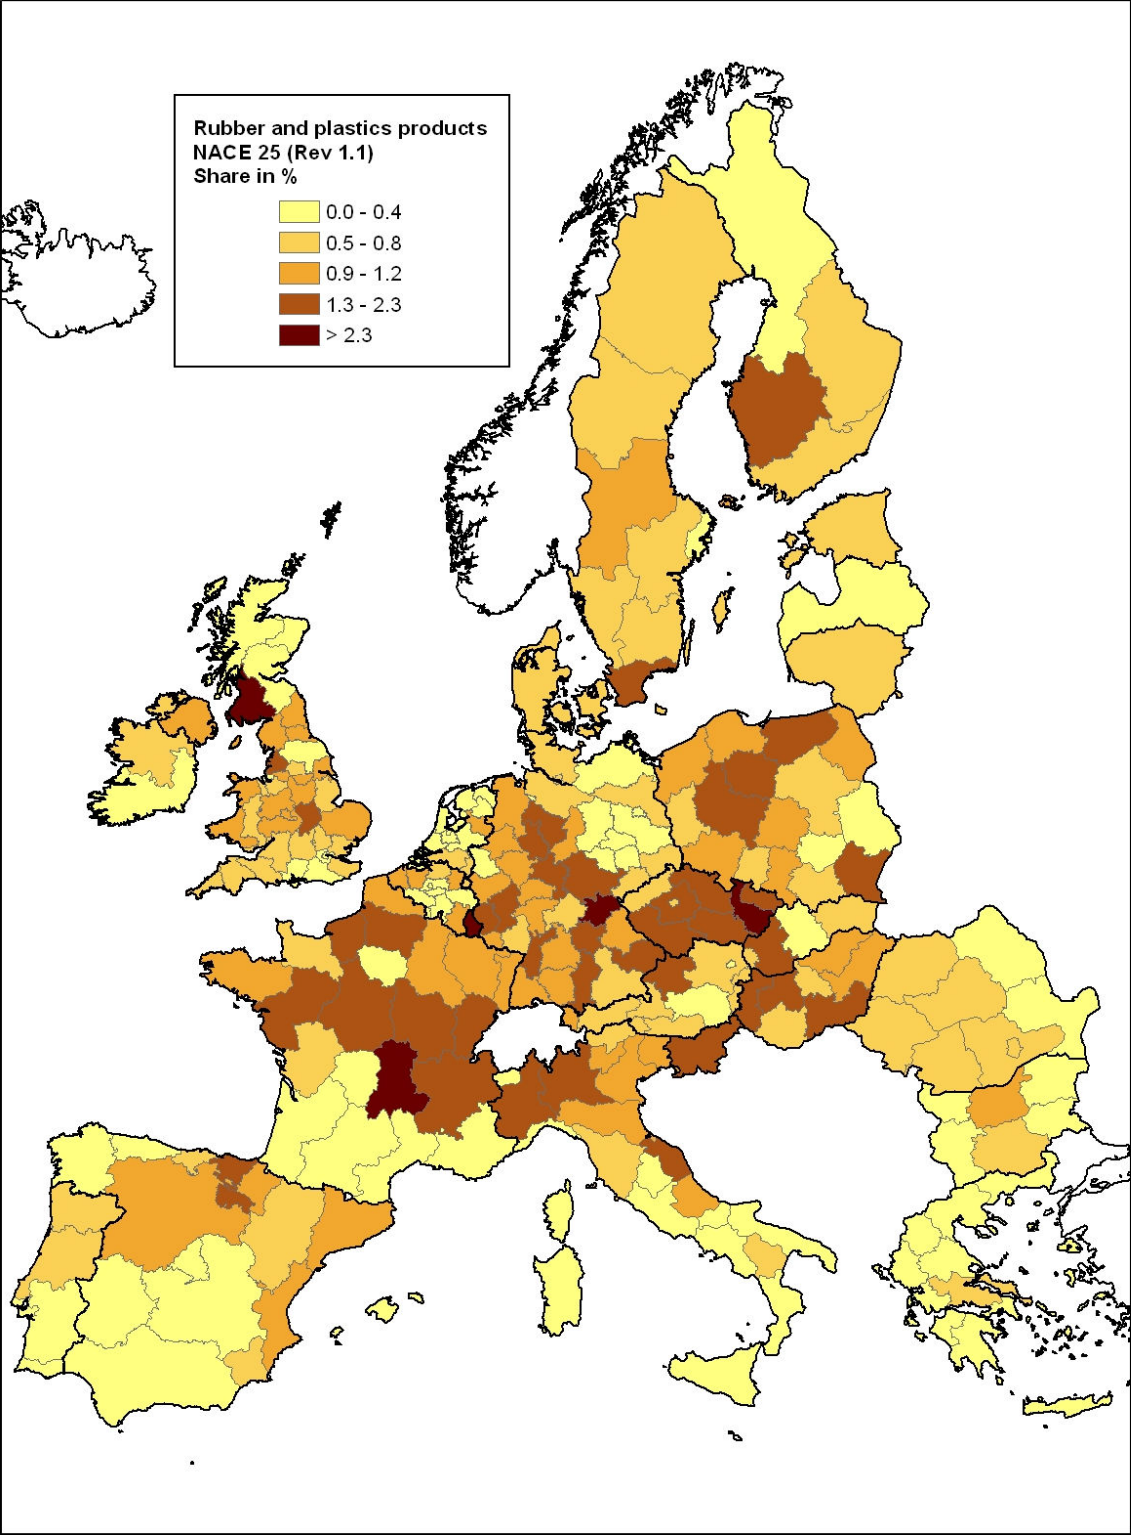 Rubber and plastics products
NACE 25 (Rev 1.1)
Share in %
0.0 - 0.4
0.5 - 0.8
0.9 - 1.2
1.3 - 2.3
> 2.3